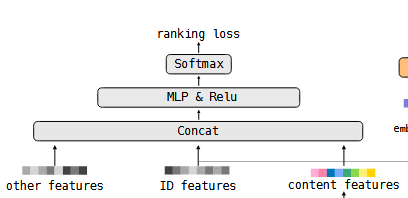 ranking loss
Softmax
MLP & Relu
Concat
other features
ID features
content features